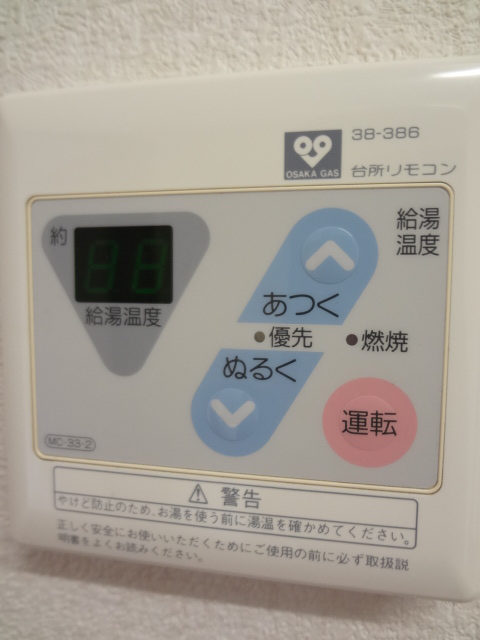 38-386
OSAKA GAS
台所リモコン
約
給湯温度
給湯
温度
あつく
優先
燃焼
ぬるく
運転
MC-33-2
警告
やけど防止のため、お湯を使う前に湯温を確かめてください。
正しく安全にお使いいただくためにご使用の前に必ず取扱説
明書をよくお読みください。